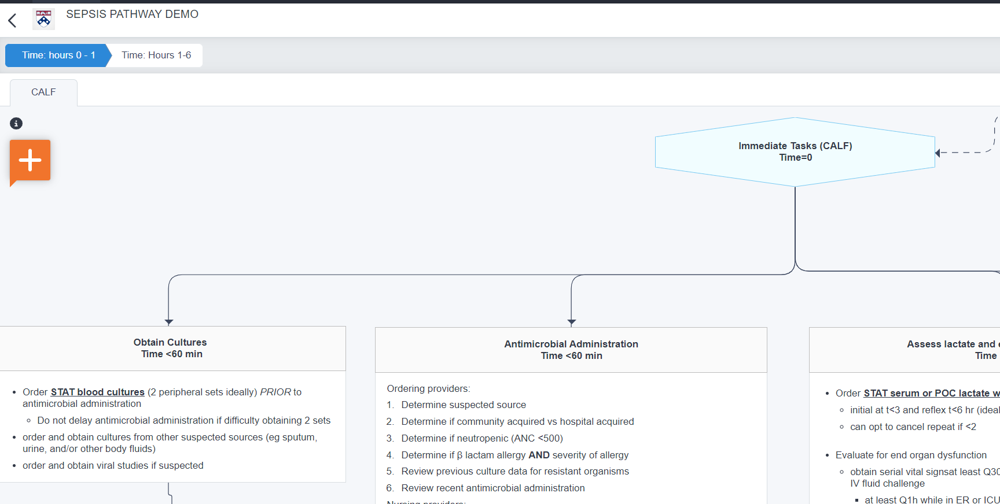 SEPSIS PATHWAY DEMO
Time: hours 0 - 1
Time: Hours 1-6
CALF
Immediate Tasks (CALF)
Time=0
Obtain Cultures
Time <60 min
• Order STAT blood cultures (2 peripheral sets ideally) PRIOR to
antimicrobial administration
◦ Do not delay antimicrobial administration if difficulty obtaining 2 sets
• order and obtain cultures from other suspected sources (eg sputum,
urine, and/or other body fluids)
• order and obtain viral studies if suspected
Antimicrobial Administration
Time <60 min
Ordering providers:
1. Determine suspected source
2. Determine if community acquired vs hospital acquired
3. Determine if neutropenic (ANC <500)
4. Determine if β lactam allergy AND severity of allergy
5. Review previous culture data for resistant organisms
6. Review recent antimicrobial administration
Nursing providers:
Assess lactate and
Time
• Order STAT serum or POC lactate
◦ initial at t<3 and reflex t<6 hr
◦ can opt to cancel repeat if <2
• Evaluate for end organ dysfunction
◦ obtain serial vital signsat least
IV fluid challenge
▪ at least Q1h while in ER or ICU